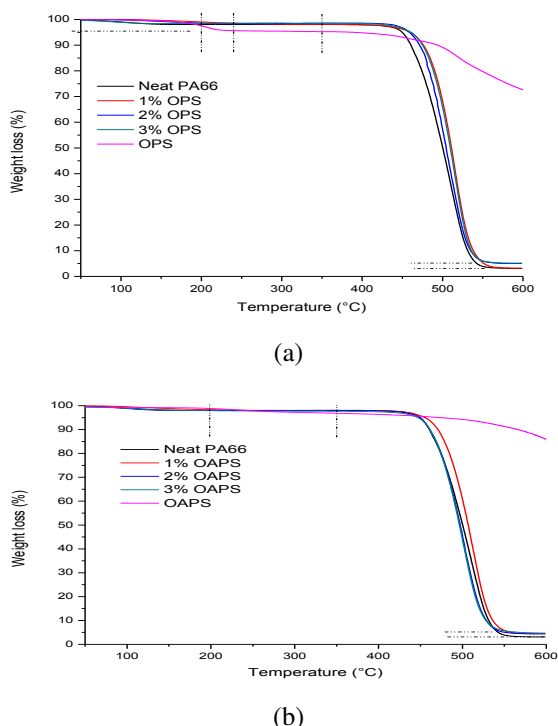 100
90
80
70
60
50
40
30
20
10
0
Weight loss (%)
Neat PA66
1% OPS
2% OPS
3% OPS
OPS
100
200
300
400
500
600
Temperature (°C)
(a)
100
90
80
70
60
50
40
30
20
10
0
Weight loss (%)
Neat PA66
1% OAPS
2% OAPS
3% OAPS
OAPS
100
200
300
400
500
600
Temperature (°C)
(b)